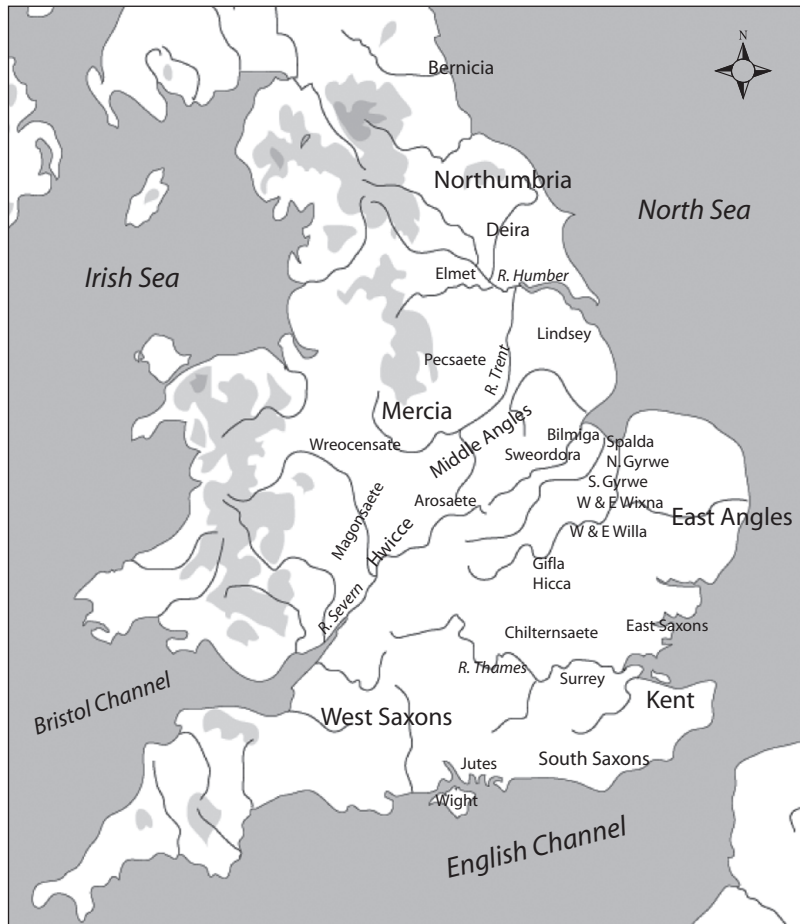 N
Bernicia
Northumbria
North Sea
Deira
Irish Sea
Elmet
R. Humber
Lindsey
Pecsaete
R. Trent
Mercia
Middle Angles
Bilmiga
Spalda
Wreocensate
Sweordora
N. Gyrwe
S. Gyrwe
Arosaete
W & E Wixna
Magonsaete
East Angles
Hwicce
W & E Willa
Gifla
Hicca
R. Severn
Chilternsaete
East Saxons
R. Thames
Surrey
Bristol Channel
Kent
West Saxons
South Saxons
Jutes
Wight
English Channel